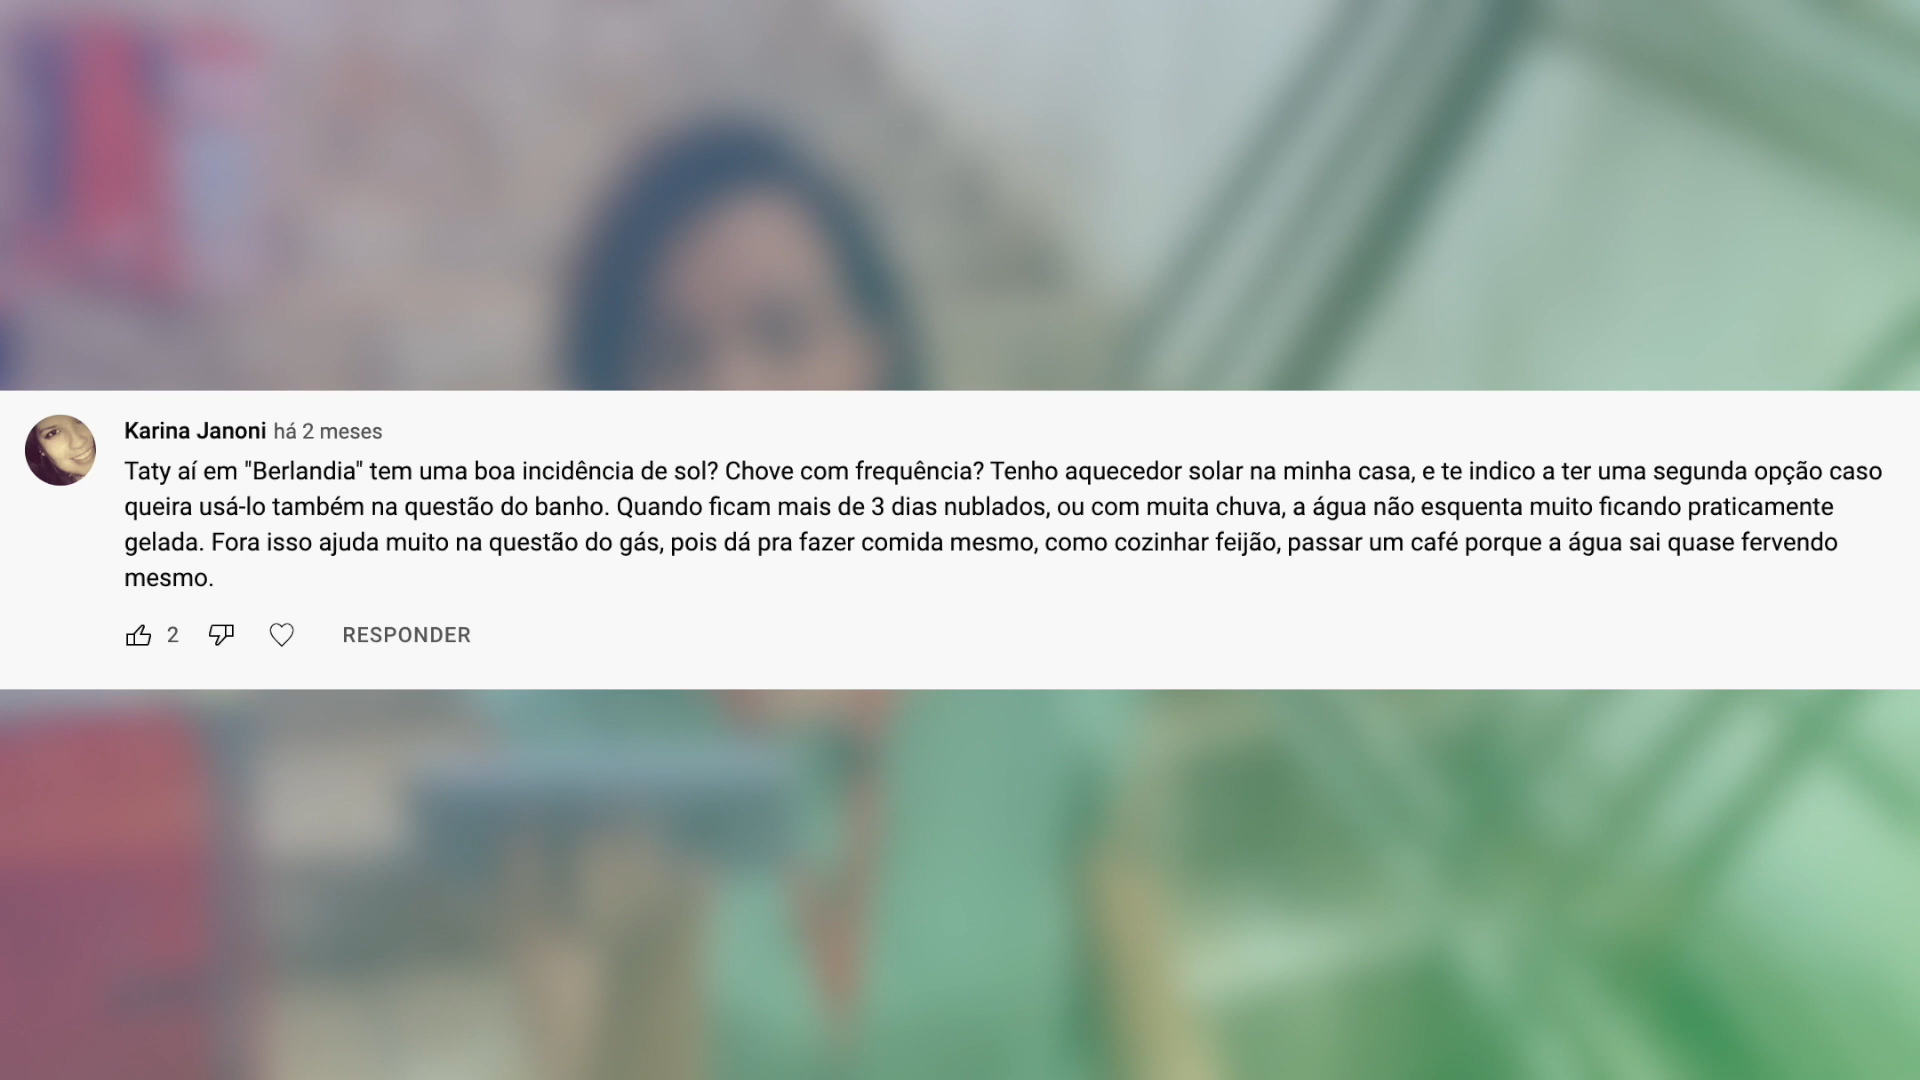 Karina Janoni há 2 meses
Taty aí em "Berlandia" tem uma boa incidência de sol? Chove com frequência? Tenho aquecedor solar na minha casa, e te indico a ter uma segunda opção caso
queira usá-lo também na questão do banho. Quando ficam mais de 3 dias nublados, ou com muita chuva, a água não esquenta muito ficando praticamente
gelada. Fora isso ajuda muito na questão do gás, pois dá pra fazer comida mesmo, como cozinhar feijão, passar um café porque a água sai quase fervendo
mesmo.
2 RESPONDER